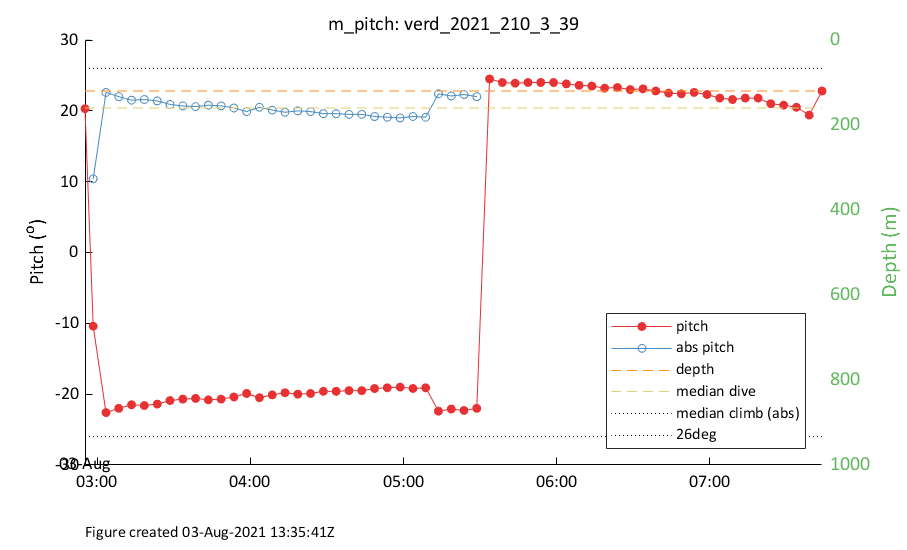 m_pitch: verd_2021_210_3_39
30
20
10
0
-10
-20
-30
Pitch (º)
0
200
400
600
800
1000
Depth (m)
pitch
abs pitch
depth
median dive
median climb (abs)
26deg
03-Aug
03:00
04:00
05:00
06:00
07:00
Figure created 03-Aug-2021 13:35:41Z